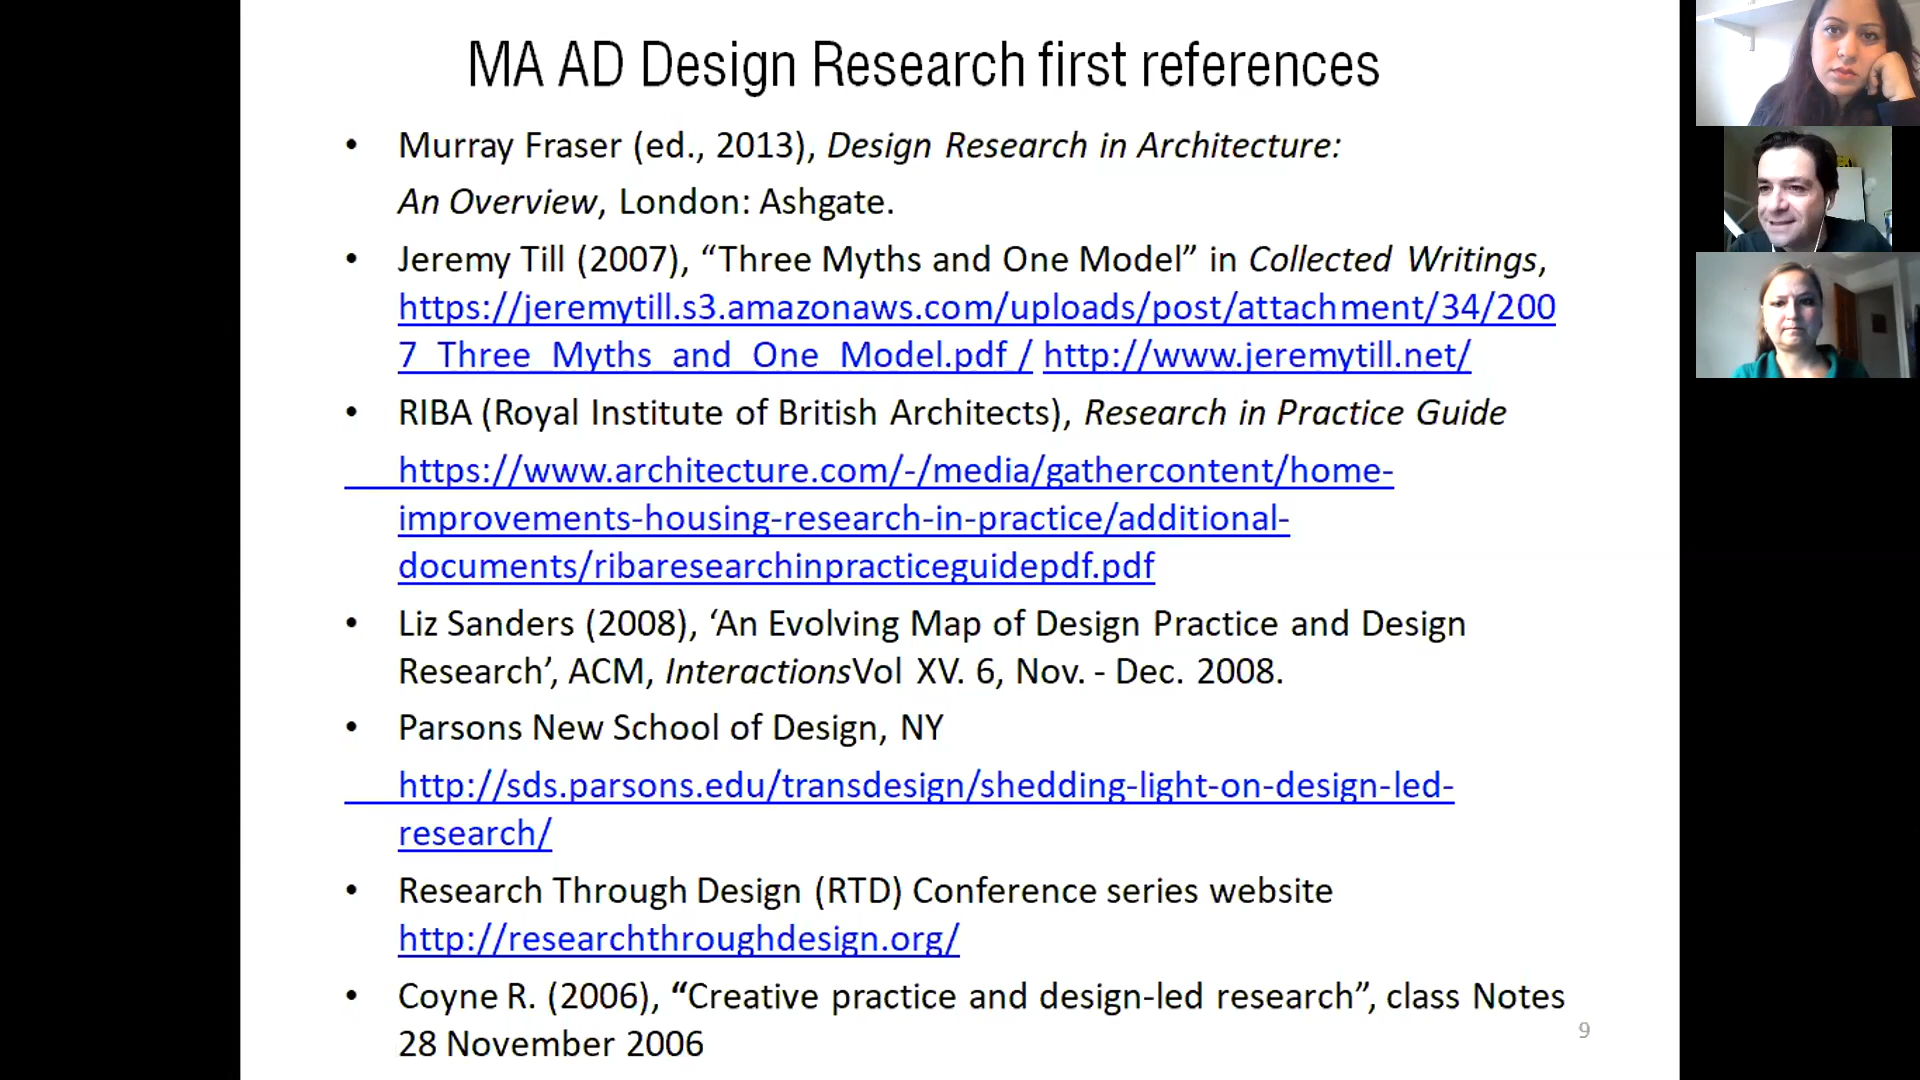 MA AD Design Research first references
• Murray Fraser (ed., 2013), Design Research in Architecture:
An Overview, London: Ashgate.
• Jeremy Till (2007), “Three Myths and One Model” in Collected Writings,
https://jeremytill.s3.amazonaws.com/uploads/post/attachment/34/200
7_Three_Myths_and_One_Model.pdf / http://www.jeremytill.net/
• RIBA (Royal Institute of British Architects), Research in Practice Guide
https://www.architecture.com/-/media/gathercontent/home-
improvements-housing-research-in-practice/additional-
documents/ribaresearchinpracticeguidepdf.pdf
• Liz Sanders (2008), ‘An Evolving Map of Design Practice and Design
Research’, ACM, InteractionsVol XV. 6, Nov. - Dec. 2008.
• Parsons New School of Design, NY
http://sds.parsons.edu/transdesign/shedding-light-on-design-led-
research/
• Research Through Design (RTD) Conference series website
http://researchthroughdesign.org/
• Coyne R. (2006), “Creative practice and design-led research”, class Notes
28 November 2006
9